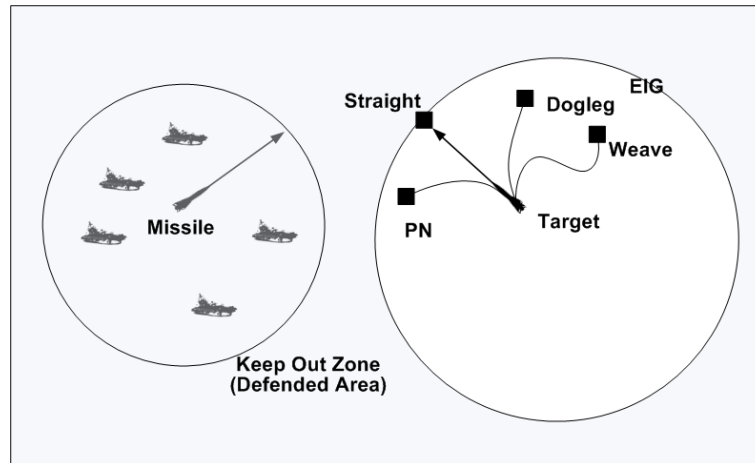 EIG
Straight
Dogleg
Weave
Missile
Target
PN
Keep Out Zone
(Defended Area)